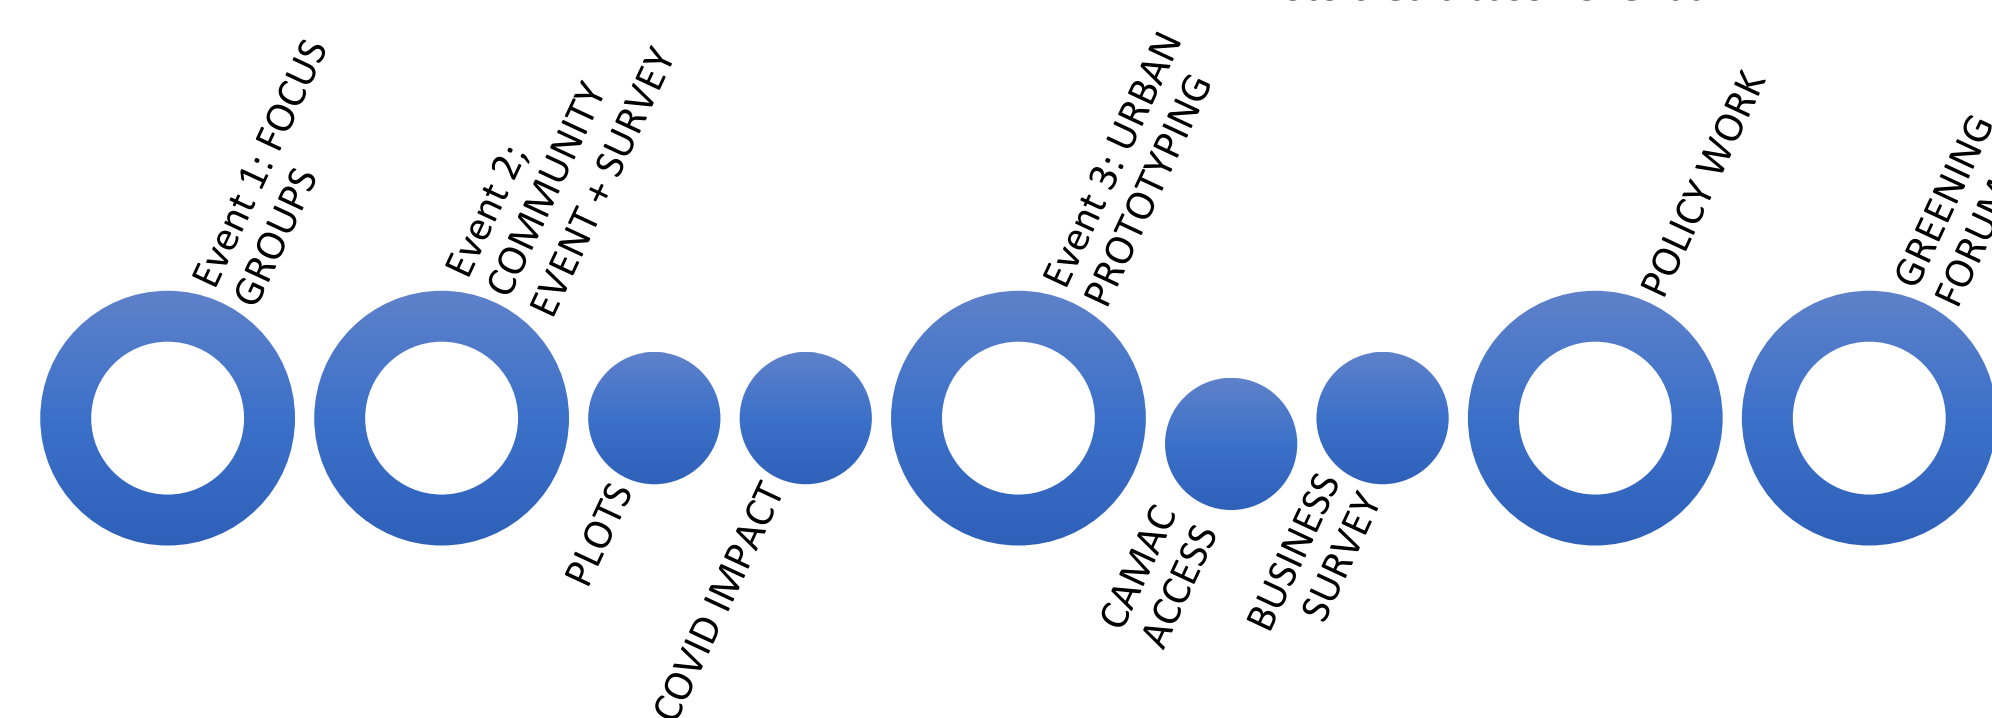 Event 1: FOCUS
GROUPS
Event 2;
COMMUNITY
EVENT + SURVEY
PLOTS
COVID IMPACT
Event 3: URBAN
PROTOTYPING
CAMAC
ACCESS
BUSINESS
SURVEY
POLICY WORK
GREENING
FORUM